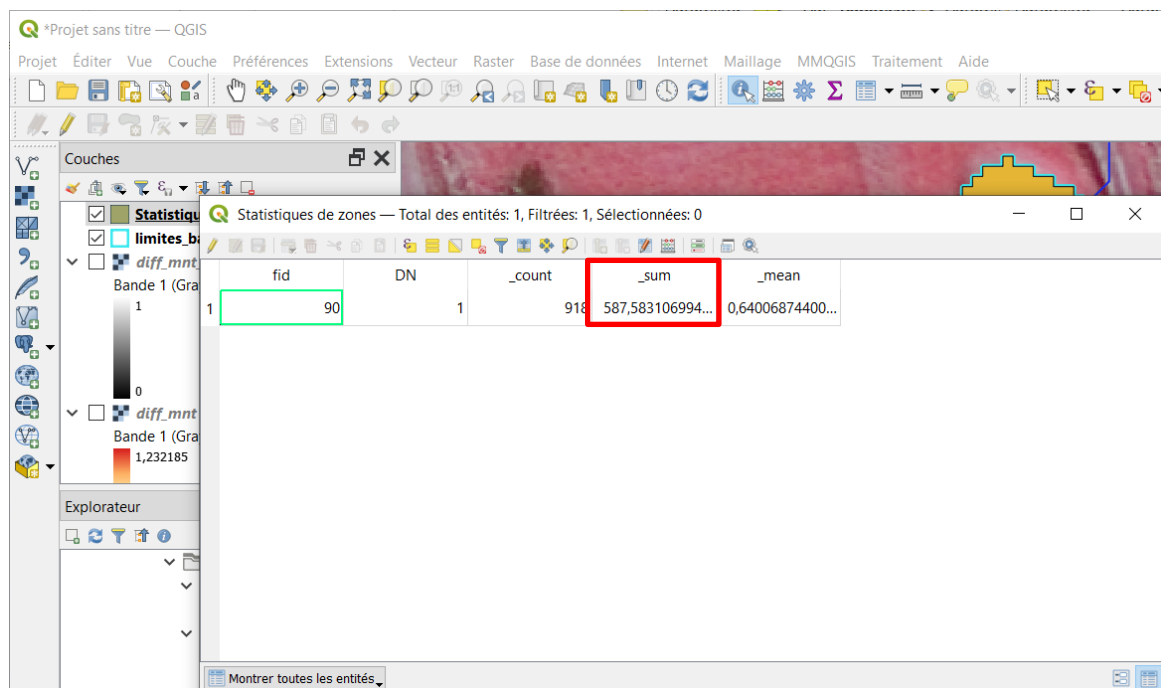 *Projet sans titre — QGIS
Projet Éditer Vue Couche Préférences Extensions Vecteur Raster Base de données Internet Maillage MMQGIS Traitement Aide
Couches
Statistiqu
limites_ba
diff_mnt_
Bande 1 (Gra
1
0
diff_mnt
Bande 1 (Gra
1,232185
Explorateur
Statistiques de zones — Total des entités: 1, Filtrées: 1, Sélectionnées: 0
fid DN _count _sum _mean
1 90 1 918 587,583106994... 0,64006874400...
Montrer toutes les entités